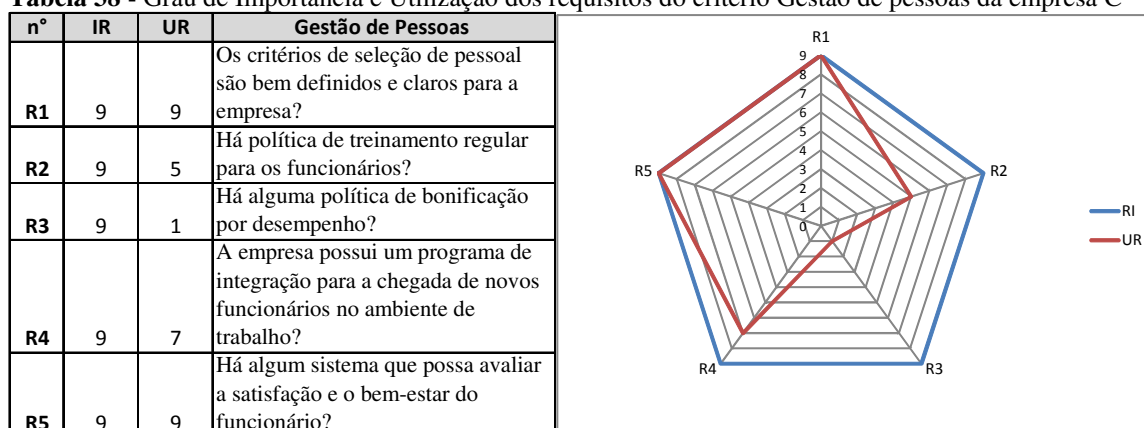 Tabela 58 - Grau de Importância e Utilização dos requisitos do critério Gestão de pessoas da empresa C
n° IR UR Gestão de Pessoas
Os critérios de seleção de pessoal
são bem definidos e claros para a
R1 9 9 empresa?
Há política de treinamento regular
R2 9 5 para os funcionários?
Há alguma política de bonificação
R3 9 1 por desempenho?
A empresa possui um programa de
integração para a chegada de novos
funcionários no ambiente de
R4 9 7 trabalho?
Há algum sistema que possa avaliar
a satisfação e o bem-estar do
R5 9 9 funcionário?
R1
9
8
7
6
5
4
3
2
1
0
R5
R2
R4
R3
RI
UR